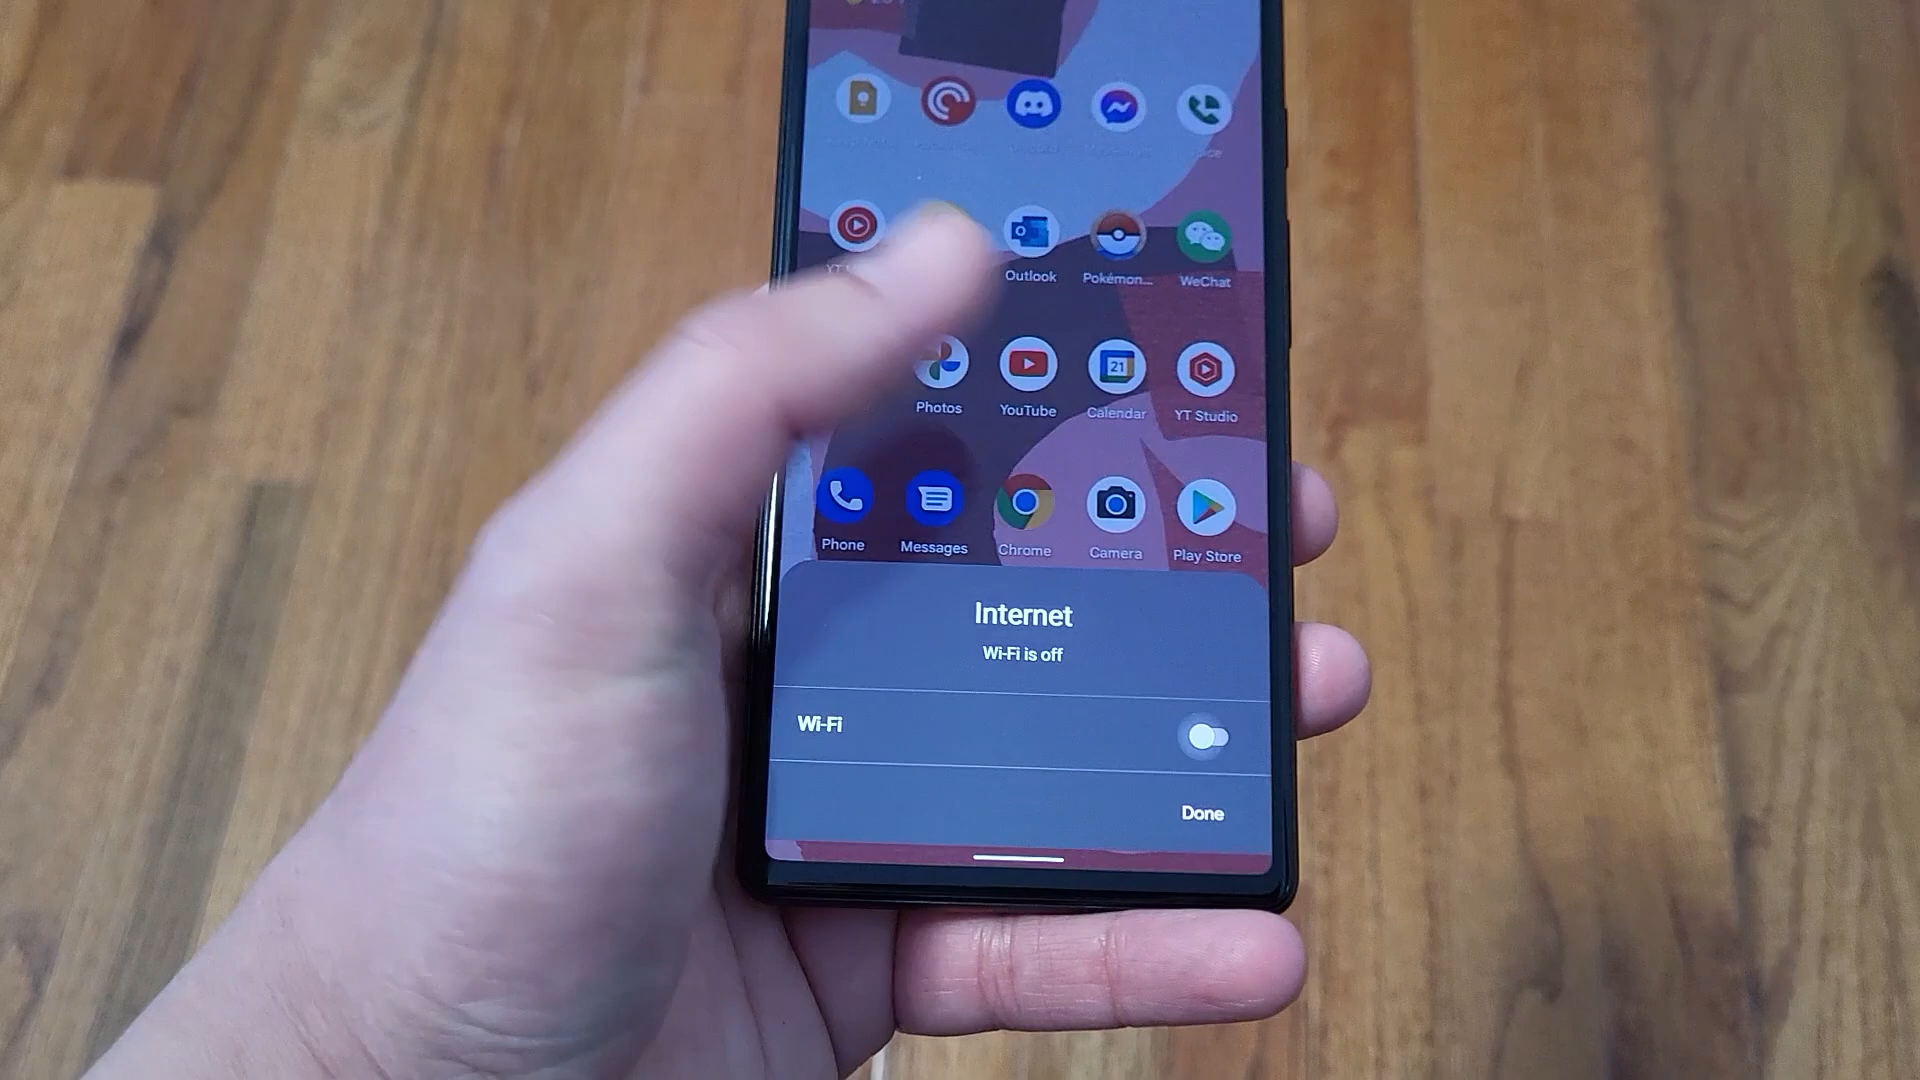 Outlook
Pokémon...
WeChat
Photos
YouTube
21
Calendar
YT Studio
Phone
Messages
Chrome
Camera
Play Store
Internet
Wi-Fi is off
Wi-Fi
Done